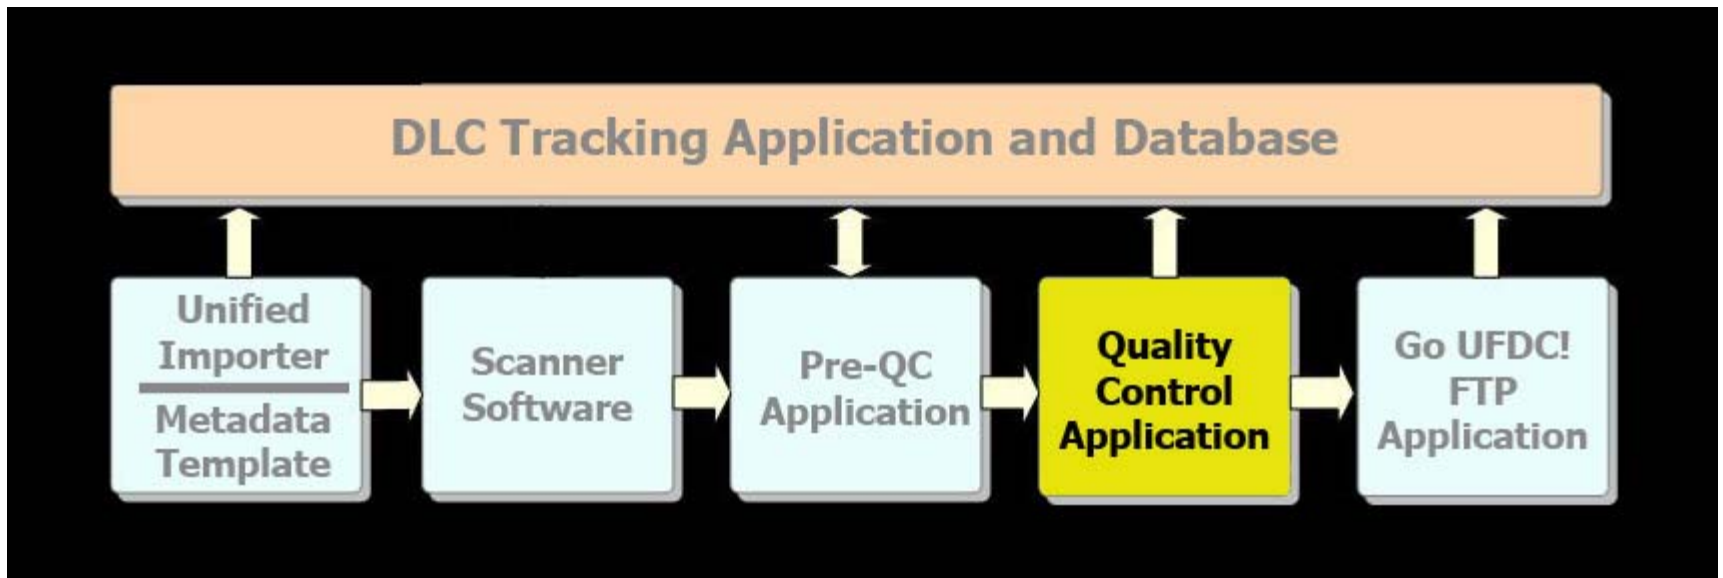 DLC Tracking Application and Database
Unified
Importer
Metadata
Template
Scanner
Software
Pre-QC
Application
Quality
Control
Application
Go UFDC!
FTP
Application